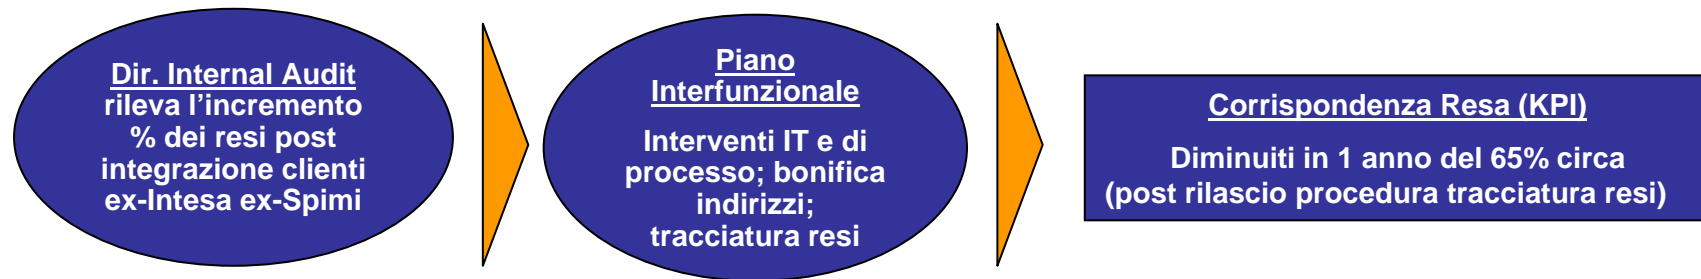 Dir. Internal Audit
rileva l'incremento
% dei resi post
integrazione clienti
ex-Intesa ex-Spimi
Piano
Interfunzionale
Interventi IT e di
processo; bonifica
indirizzi;
tracciatura resi
Corrispondenza Resa (KPI)
Diminuiti in 1 anno del 65% circa
(post rilascio procedura tracciatura resi)